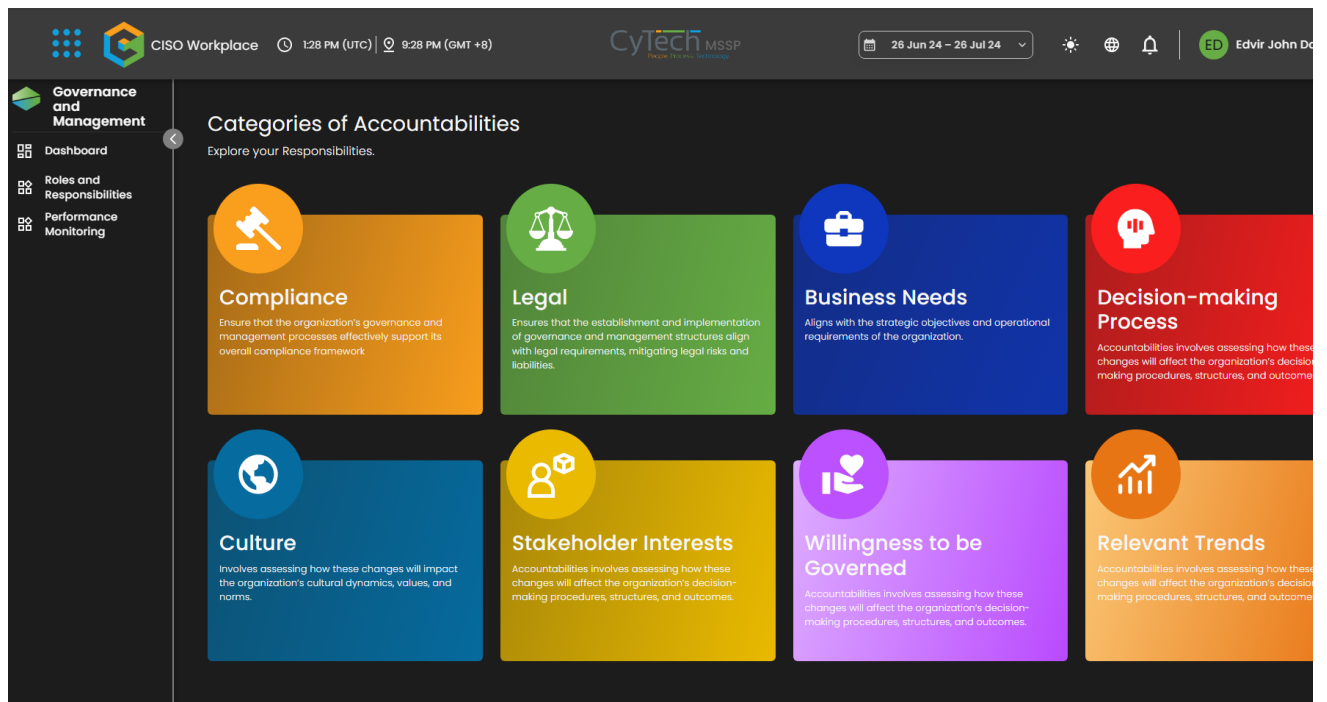 CISO Workplace
1:28 PM (UTC)
9:28 PM (GMT +8)
CyTech MSSP
People Process Technology
26 Jun 24 – 26 Jul 24
ED
Edvir John Do
Governance
and
Management
Dashboard
Roles and
Responsibilities
Performance
Monitoring
Categories of Accountabilities
Explore your Responsibilities.
Compliance
Ensure that the organization's governance and
management processes effectively support its
overall compliance framework
Legal
Ensures that the establishment and implementation
of governance and management structures align
with legal requirements, mitigating legal risks and
liabilities.
Business Needs
Aligns with the strategic objectives and operational
requirements of the organization.
Decision-making
Process
Accountabilities involves assessing how these
changes will affect the organization's decision
making procedures, structures, and outcome
Culture
Involves assessing how these changes will impact
the organization's cultural dynamics, values, and
norms.
Stakeholder Interests
Accountabilities involves assessing how these
changes will affect the organization's decision-
making procedures, structures, and outcomes.
Willingness to be
Governed
Accountabilities involves assessing how these
changes will affect the organization's decision-
making procedures, structures, and outcomes.
Relevant Trends
Accountabilities involves assessing how these
changes will affect the organization's decision
making procedures, structures, and outcome